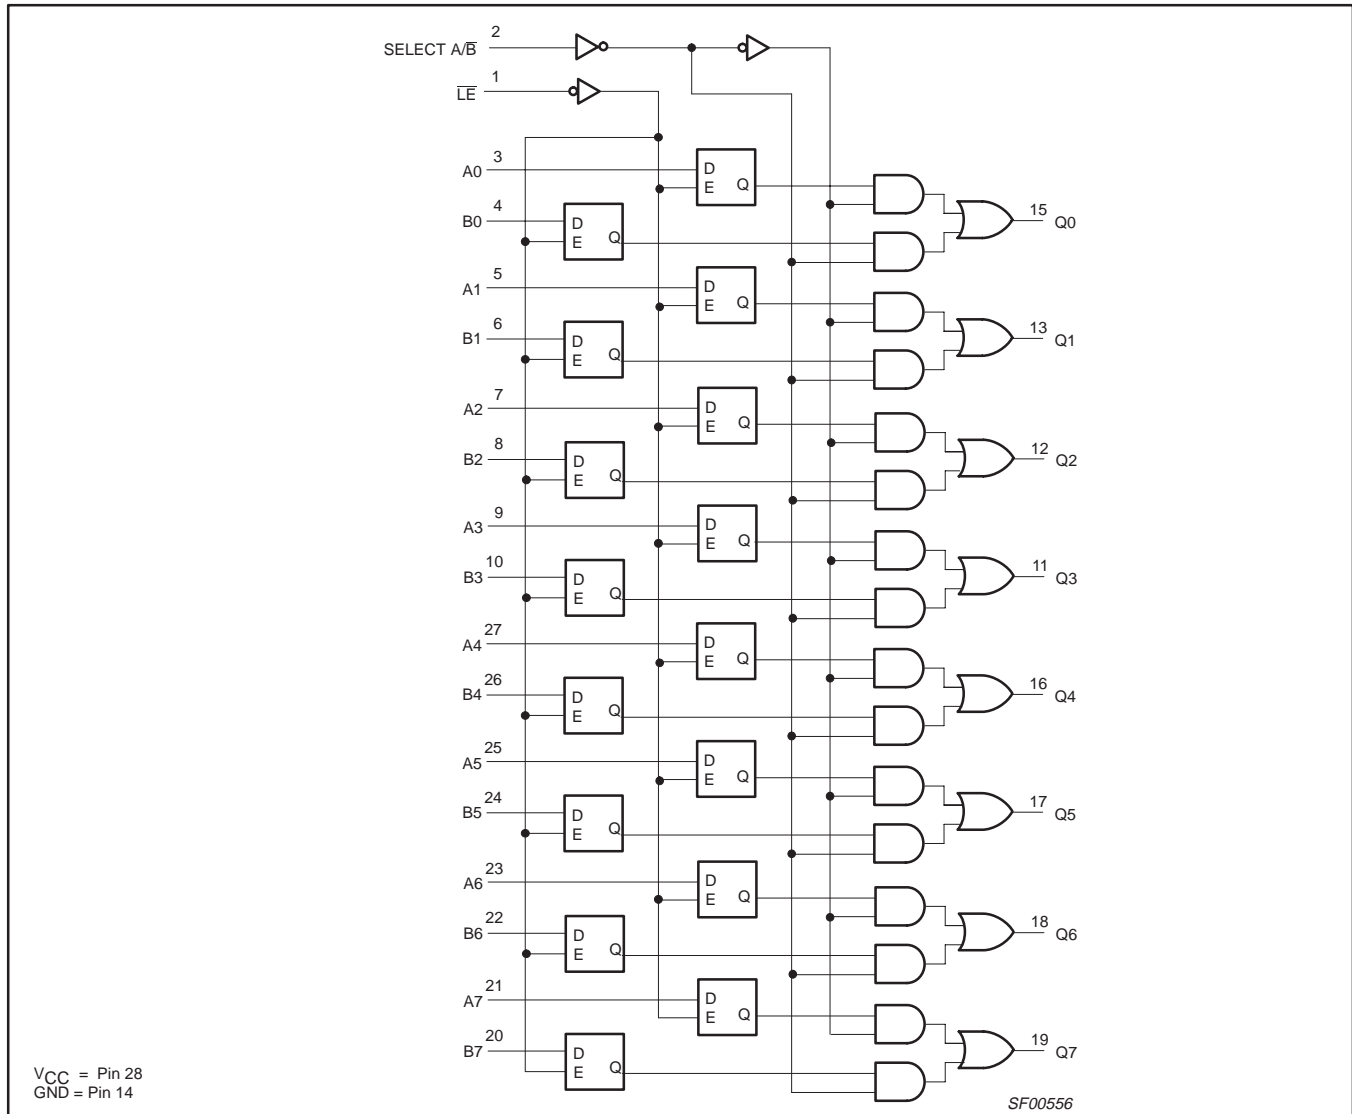 2
SELECT A/B̅
1
L̅E̅
3
A0
D
E
Q
4
B0
D
E
Q
15
Q0
5
A1
D
E
Q
6
B1
D
E
Q
13
Q1
7
A2
D
E
Q
8
B2
D
E
Q
12
Q2
9
A3
D
E
Q
10
B3
D
E
Q
11
Q3
27
A4
D
E
Q
26
B4
D
E
Q
16
Q4
25
A5
D
E
Q
24
B5
D
E
Q
17
Q5
23
A6
D
E
Q
22
B6
D
E
Q
18
Q6
21
A7
D
E
Q
20
B7
D
E
Q
19
Q7
VCC = Pin 28
GND = Pin 14
SF00556